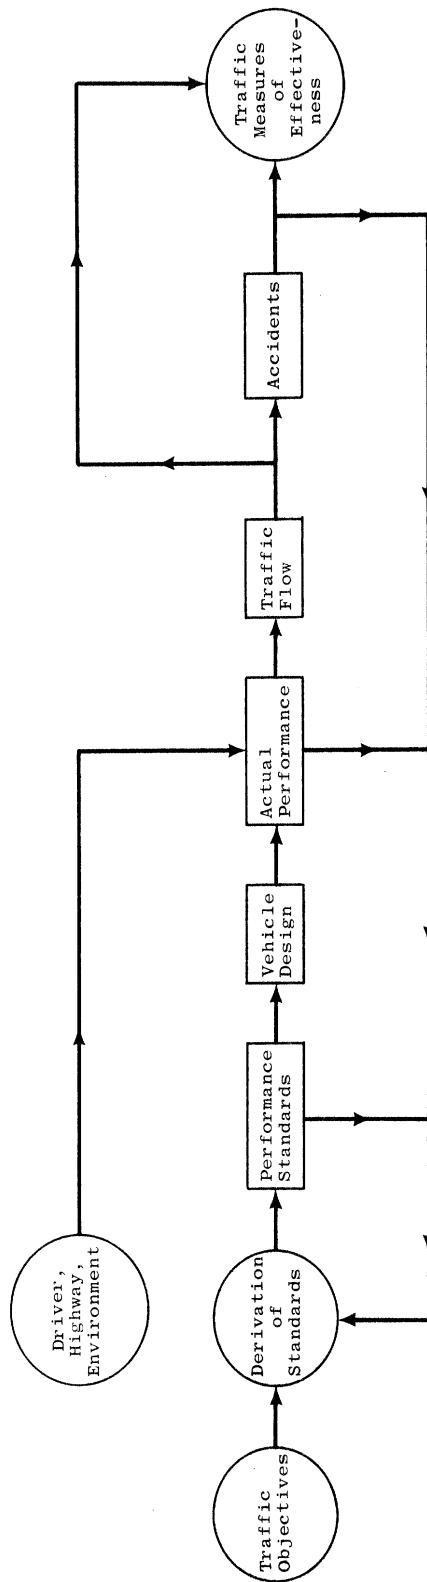 Driver,
Highway,
Environment
Traffic
Objectives
Derivation
of
Standards
Performance
Standards
Vehicle
Design
Actual
Performance
Traffic
Flow
Accidents
Traffic
Measures
of
Effective-
ness